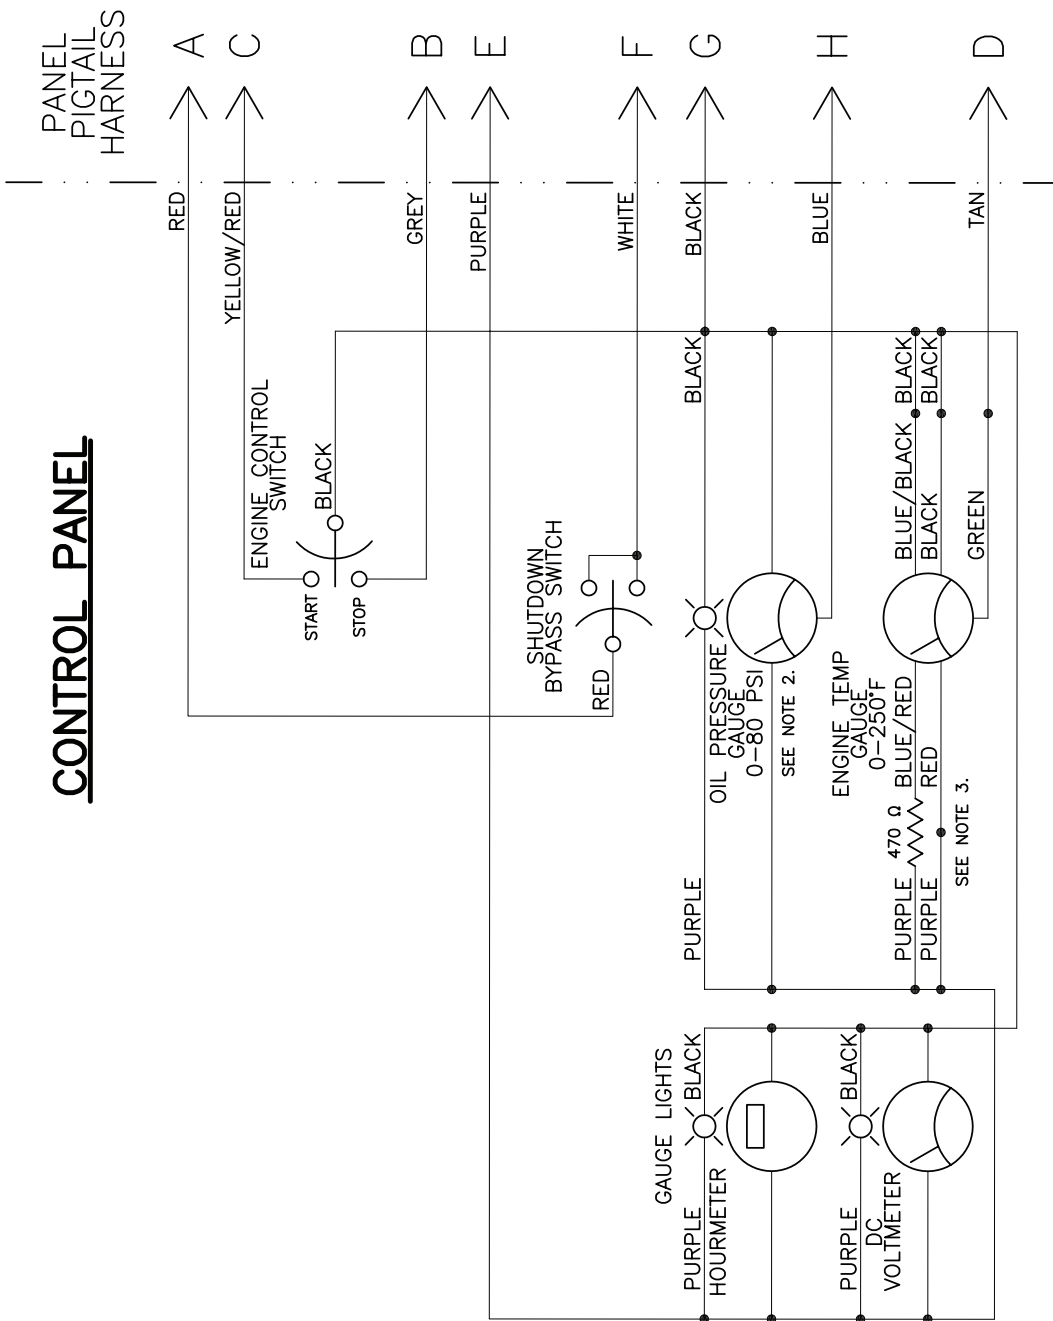 CONTROL PANEL
PANEL
PIGTAIL
HARNESS
A
C
B
E
F
G
H
D
RED
YELLOW/RED
GREY
PURPLE
WHITE
BLACK
BLUE
TAN
ENGINE CONTROL
SWITCH
BLACK
START
STOP
SHUTDOWN
BYPASS SWITCH
RED
BLACK
BLACK
BLACK
BLUE/BLACK
BLACK
GREEN
OIL PRESSURE
GAUGE
0-80 PSI
SEE NOTE 2.
ENGINE TEMP
GAUGE
0-250°F
BLUE/RED
RED
470 Ω
SEE NOTE 3.
PURPLE
PURPLE
PURPLE
GAUGE LIGHTS
BLACK
BLACK
PURPLE
HOURMETER
PURPLE
DC
VOLTMETER